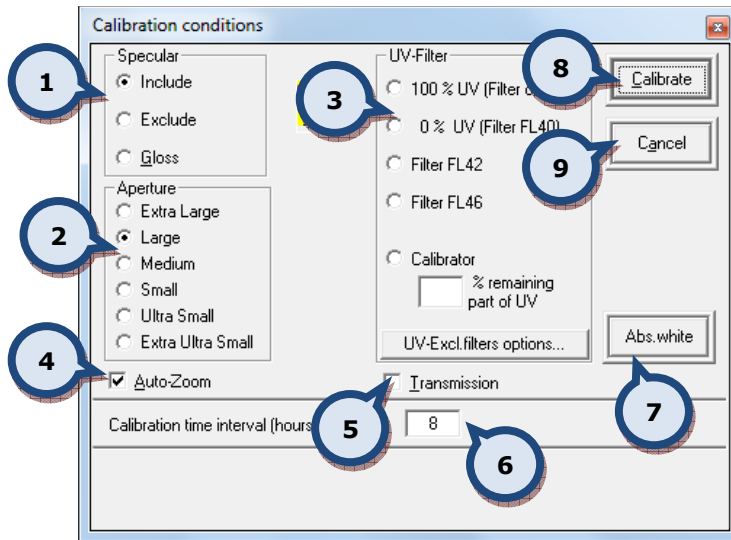 Calibration conditions
Specular
Include
Exclude
Gloss
Aperture
Extra Large
Large
Medium
Small
Ultra Small
Extra Ultra Small
Auto-Zoom
UV-Filter
100 % UV (Filter
0 % UV (Filter FL40)
Filter FL42
Filter FL46
Calibrator
% remaining
part of UV
UV-Excl.filters options...
Transmission
Calibration time interval (hours
8
Calibrate
Cancel
Abs.white
1
2
3
4
5
6
7
8
9